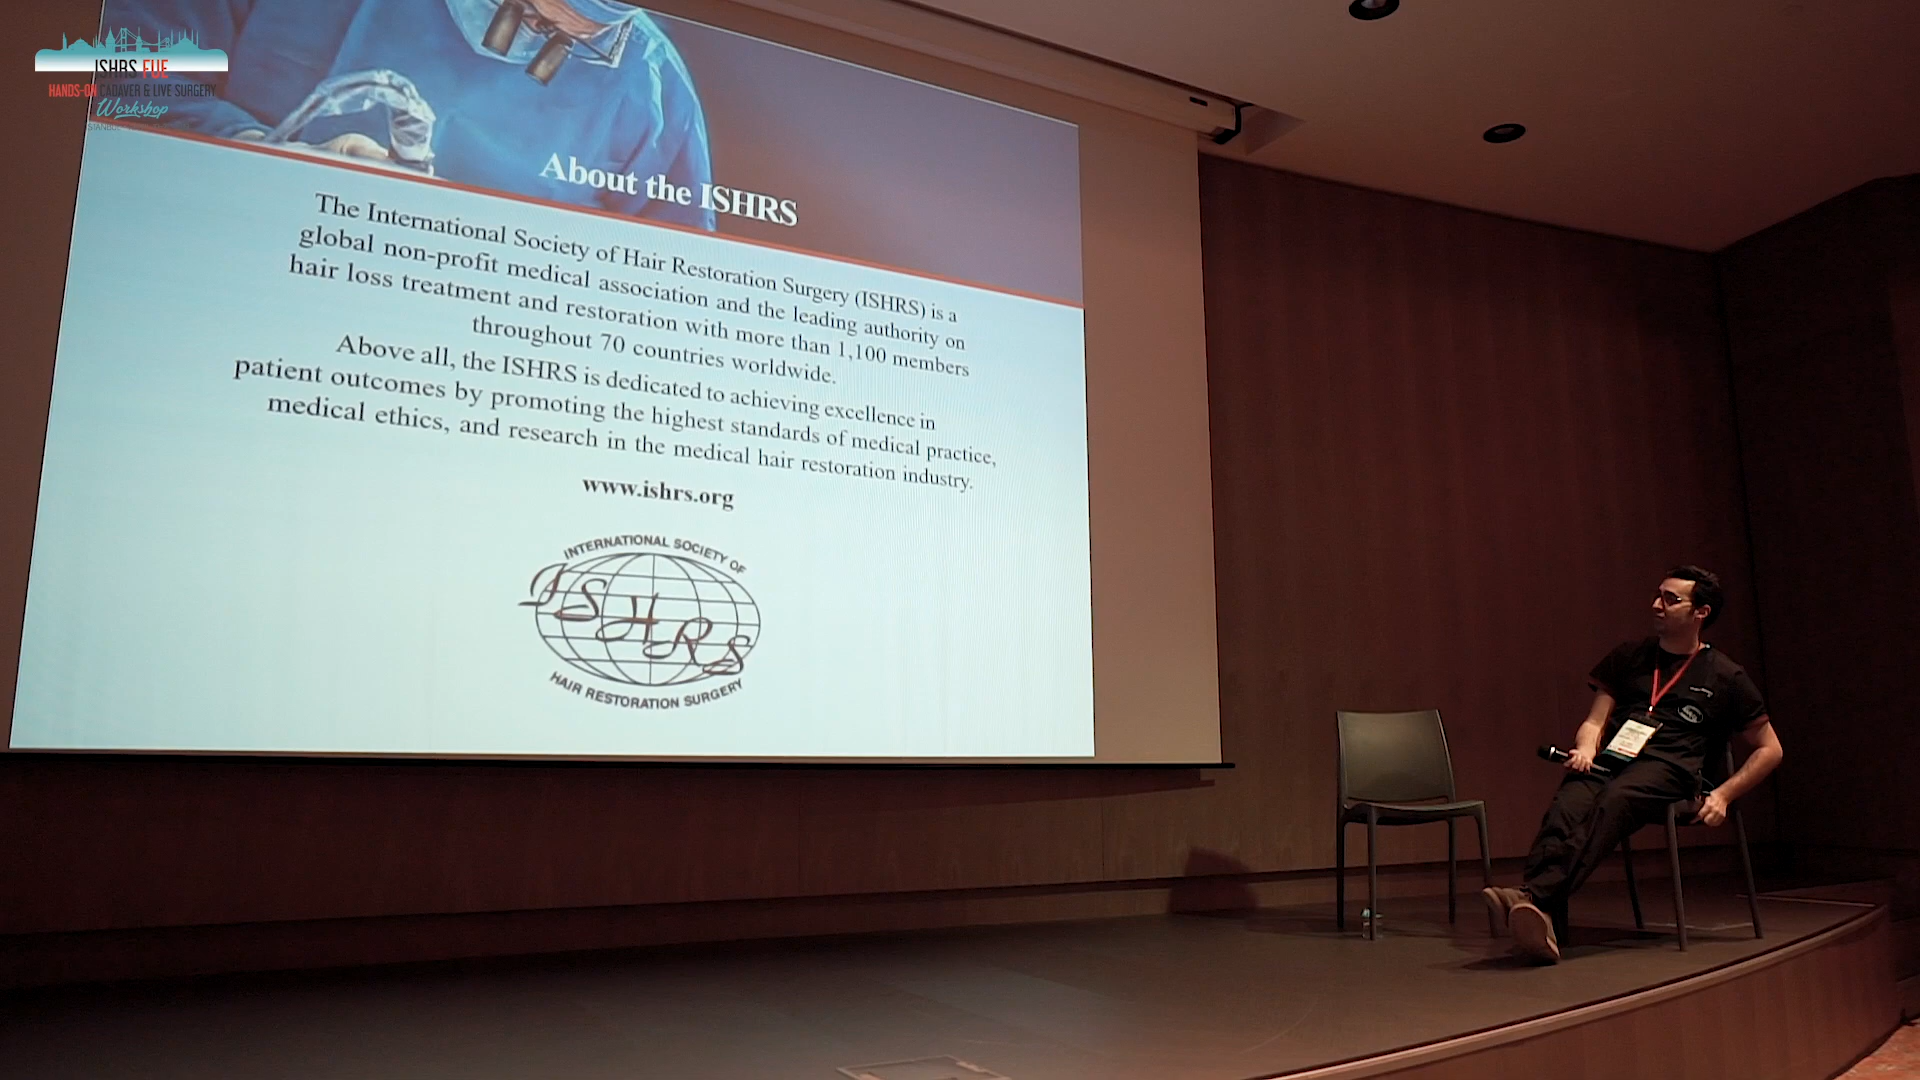 ISHRS FUE
HANDS-ON CADAVER & LIVE SURGERY
Workshop
About the ISHRS
The International Society of Hair Restoration Surgery (ISHRS) is a
global non-profit medical association and the leading authority on
hair loss treatment and restoration with more than 1,100 members
throughout 70 countries worldwide.
Above all, the ISHRS is dedicated to achieving excellence in
patient outcomes by promoting the highest standards of medical practice,
medical ethics, and research in the medical hair restoration industry.
www.ishrs.org
INTERNATIONAL SOCIETY OF
ISHRS
HAIR RESTORATION SURGERY